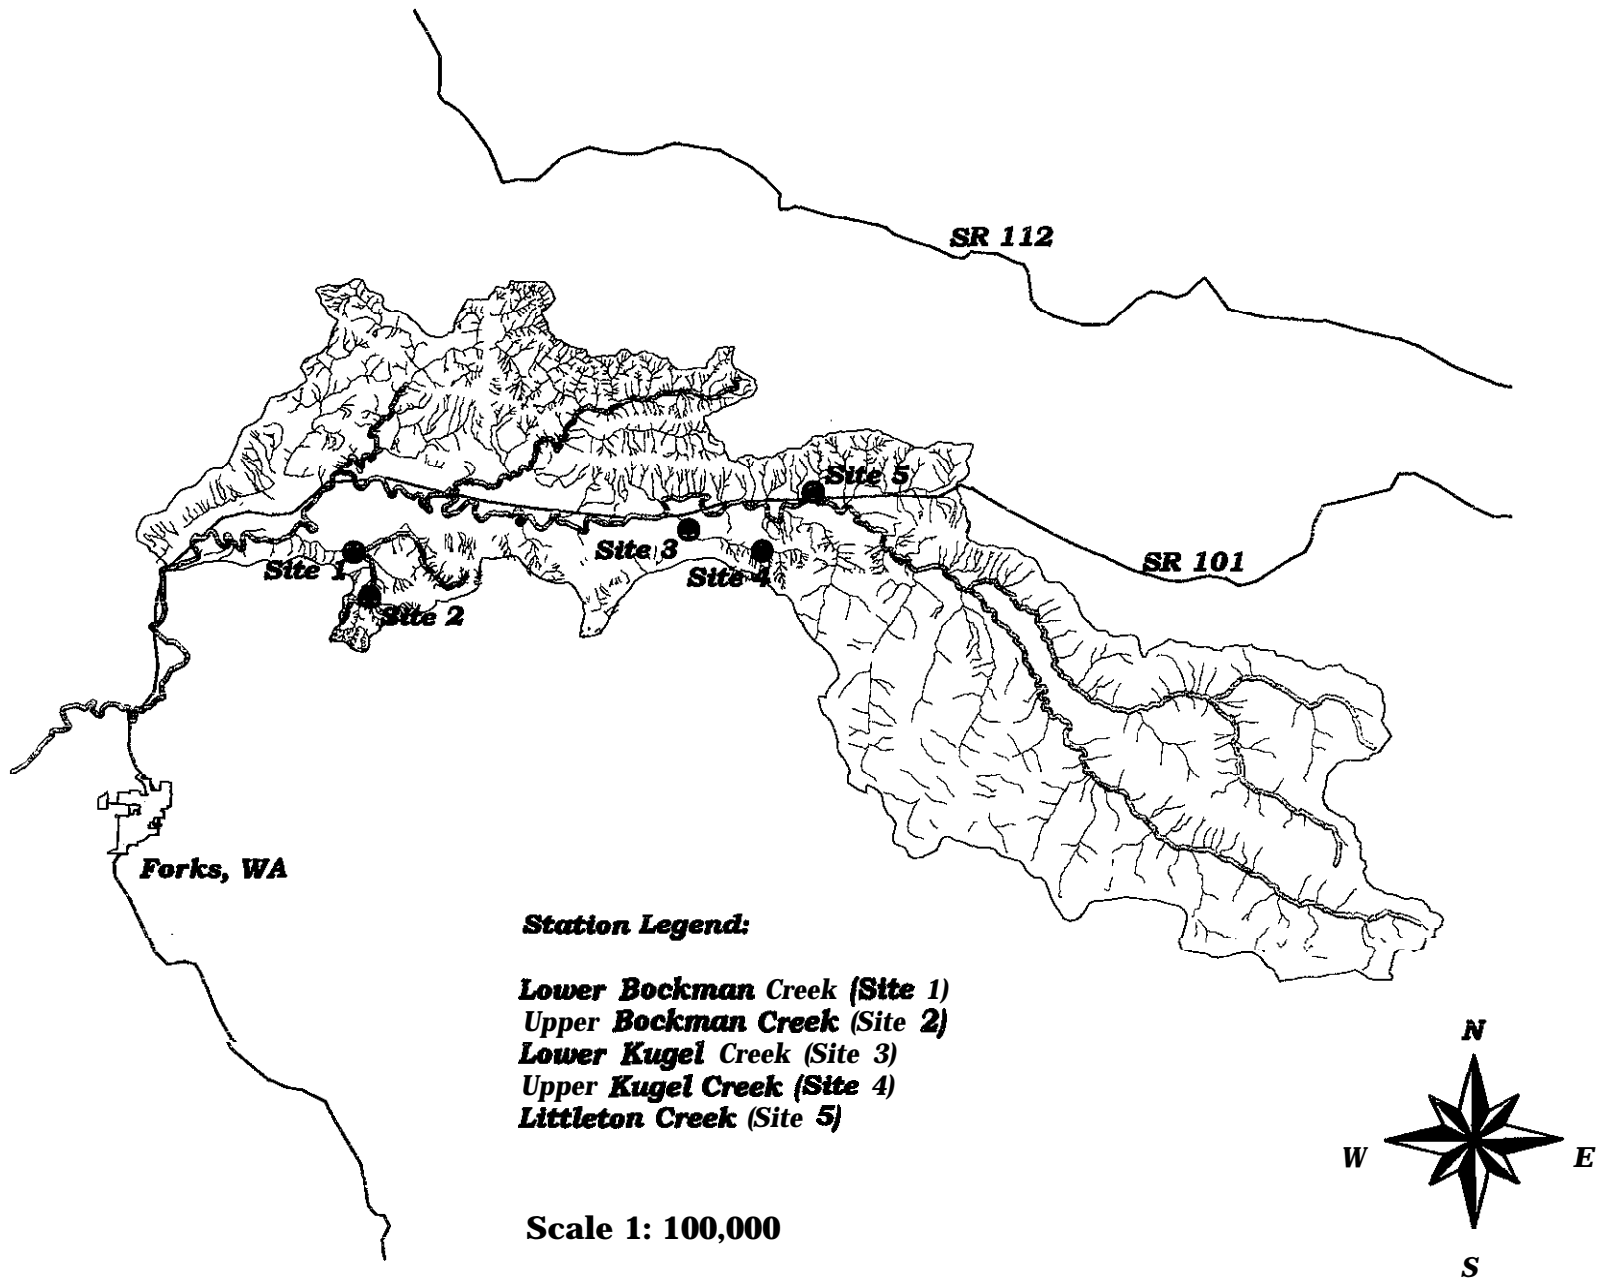 SR 112
Site 5
Site 3
Site 4
SR 101
Site 1
Site 2
Forks, WA
Station Legend:
Lower Bockman Creek (Site 1)
Upper Bockman Creek (Site 2)
Lower Kugel Creek (Site 3)
Upper Kugel Creek (Site 4)
Littleton Creek (Site 5)
N
W
E
S
Scale 1: 100,000